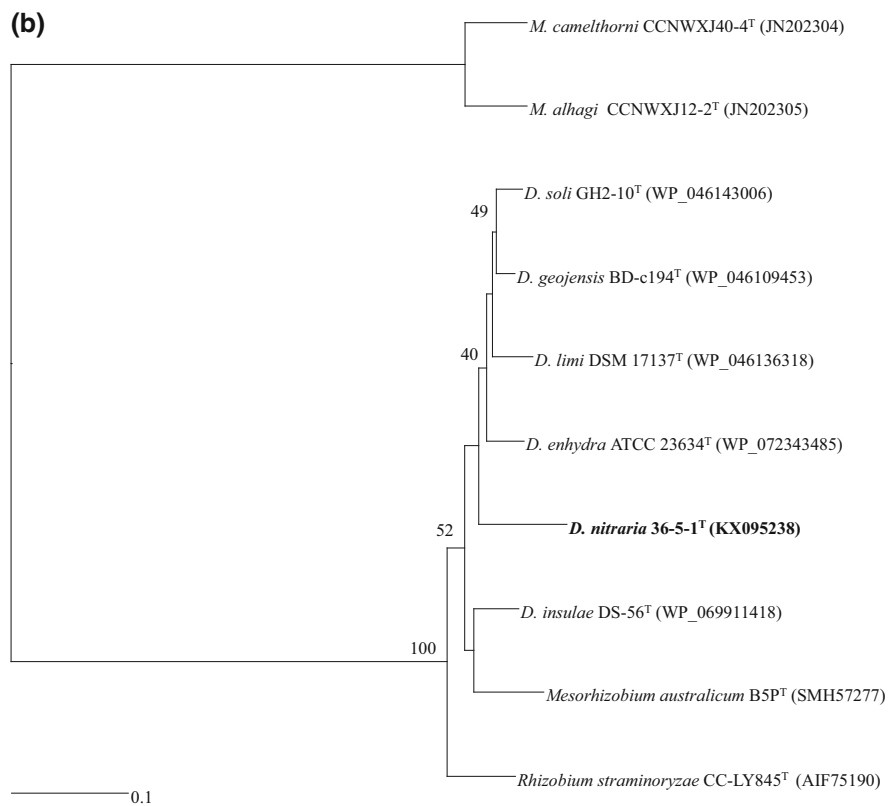 (b)
M. camelthorni CCNWXJ40-4ᵀ (JN202304)
M. alhagi CCNWXJ12-2ᵀ (JN202305)
D. soli GH2-10ᵀ (WP_046143006)
49
D. geojensis BD-c194ᵀ (WP_046109453)
40
D. limi DSM 17137ᵀ (WP_046136318)
D. enhydra ATCC 23634ᵀ (WP_072343485)
D. nitraria 36-5-1ᵀ (KX095238)
52
D. insulae DS-56ᵀ (WP_069911418)
100
Mesorhizobium australicum B5Pᵀ (SMH57277)
Rhizobium straminoryzae CC-LY845ᵀ (AIF75190)
0.1